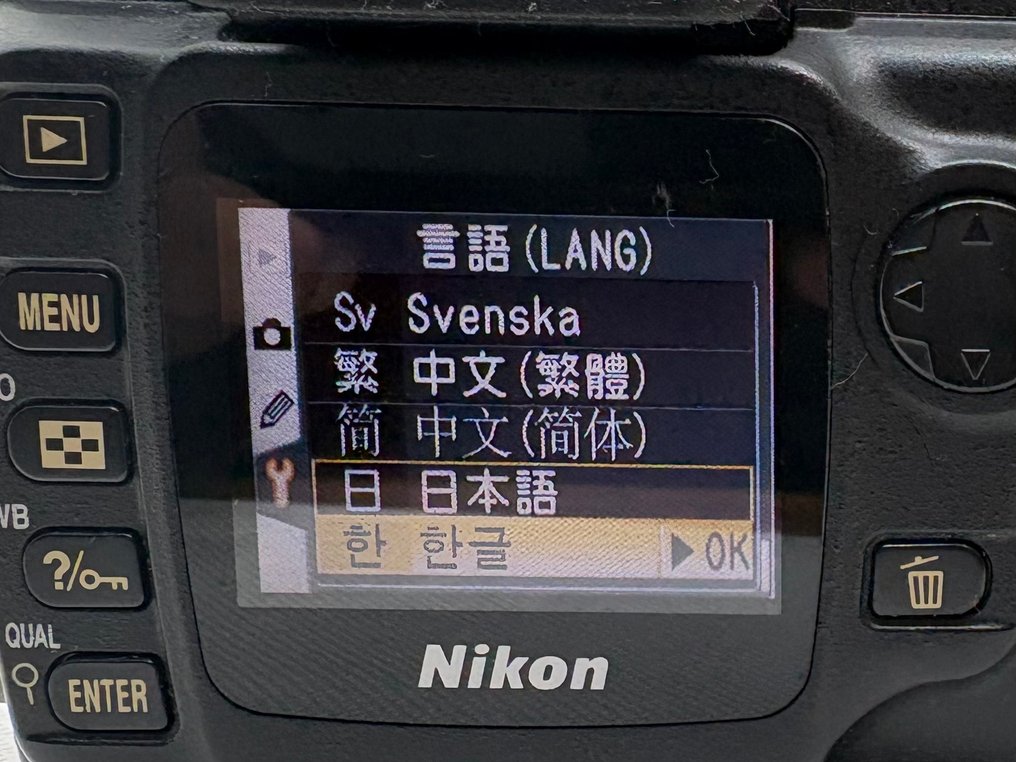 言語(LANG)
Sv Svenska
繁 中文(繁體)
简 中文(简体)
日 日本語
한 한글 ▶OK
Nikon
MENU
O
WB
?/
QUAL
ENTER